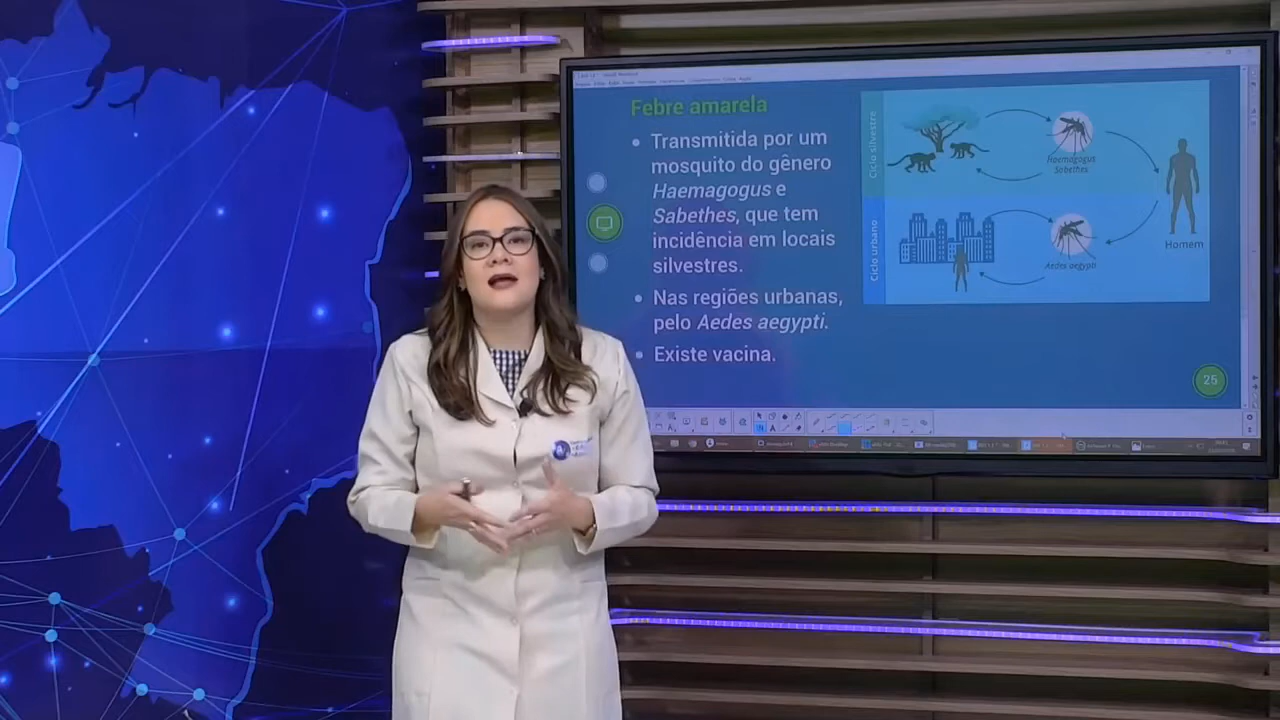 Febre amarela
Transmitida por um
mosquito do gênero
Haemagogus e
Sabethes, que tem
incidência em locais
silvestres.
Nas regiões urbanas,
pelo Aedes aegypti.
Existe vacina.
Ciclo silvestre
Haemagogus
Sabethes
Homem
Ciclo urbano
Aedes aegypti
25